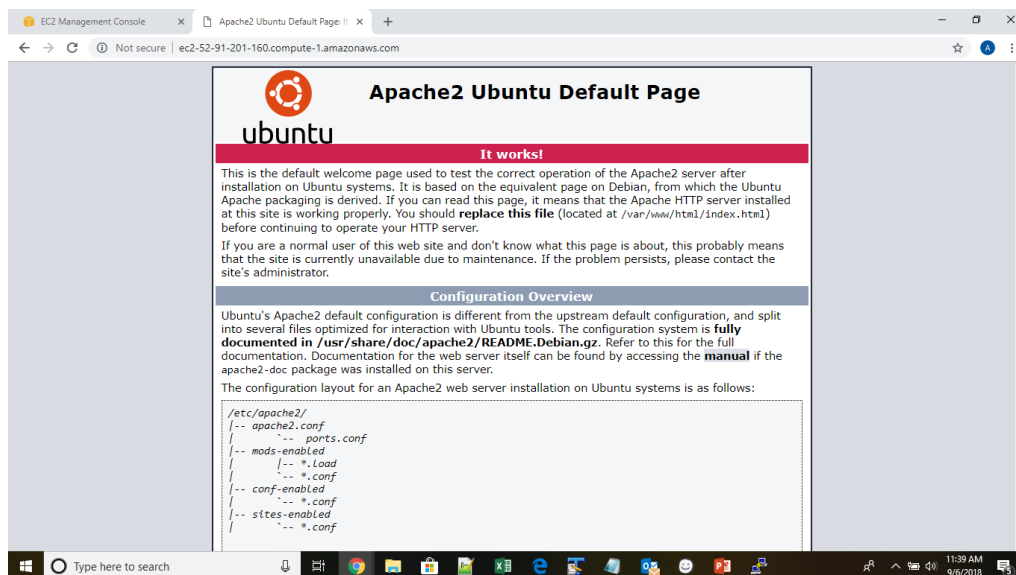 EC2 Management Console
Apache2 Ubuntu Default Page: It
Not secure | ec2-52-91-201-160.compute-1.amazonaws.com
A
ubuntu
Apache2 Ubuntu Default Page
It works!
This is the default welcome page used to test the correct operation of the Apache2 server after
installation on Ubuntu systems. It is based on the equivalent page on Debian, from which the Ubuntu
Apache packaging is derived. If you can read this page, it means that the Apache HTTP server installed
at this site is working properly. You should replace this file (located at /var/www/html/index.html)
before continuing to operate your HTTP server.
If you are a normal user of this web site and don't know what this page is about, this probably means
that the site is currently unavailable due to maintenance. If the problem persists, please contact the
site's administrator.
Configuration Overview
Ubuntu's Apache2 default configuration is different from the upstream default configuration, and split
into several files optimized for interaction with Ubuntu tools. The configuration system is fully
documented in /usr/share/doc/apache2/README.Debian.gz. Refer to this for the full
documentation. Documentation for the web server itself can be found by accessing the manual if the
apache2-doc package was installed on this server.
The configuration layout for an Apache2 web server installation on Ubuntu systems is as follows:
/etc/apache2/
|-- apache2.conf
|       `--  ports.conf
|-- mods-enabled
|       |-- *.load
|       `-- *.conf
|-- conf-enabled
|       `-- *.conf
|-- sites-enabled
|       `-- *.conf
Type here to search
11:39 AM
9/6/2018
5